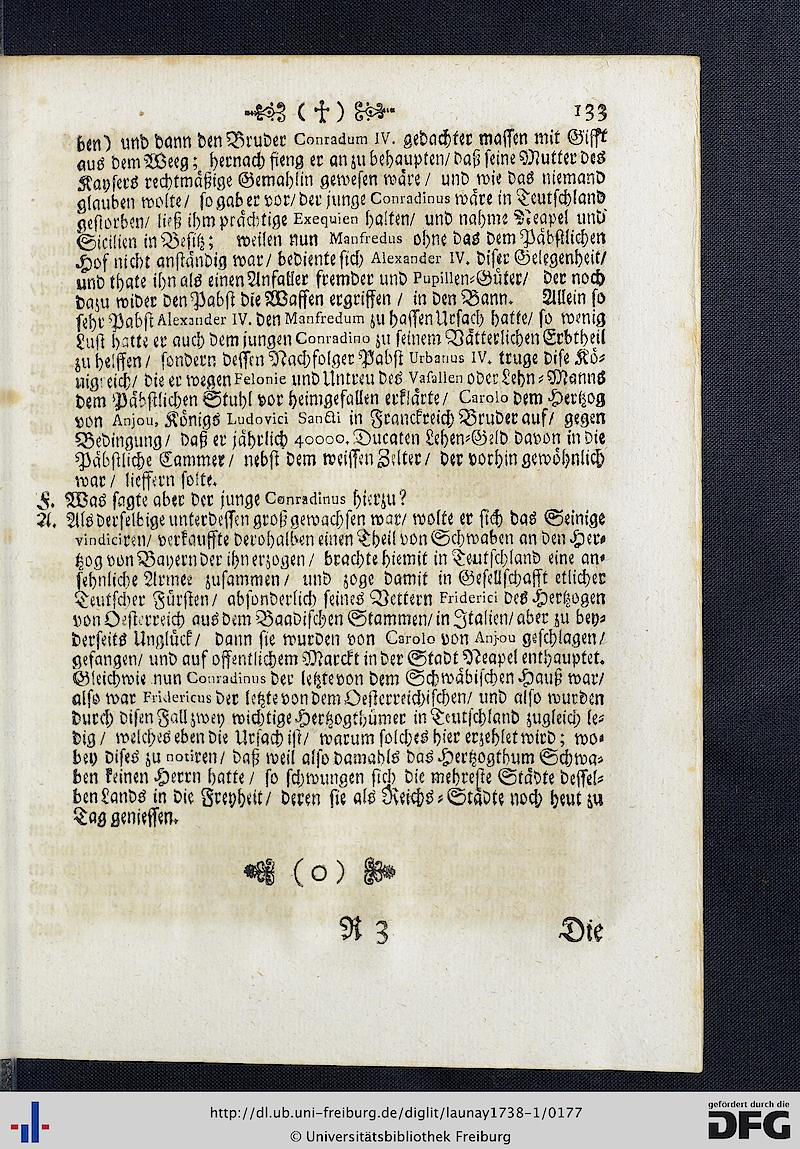 (†) 133
ben) und dann den Bruder Conradum IV. gedachter massen mit Gifft
aus dem Weeg; hernach fieng er an zu behaupten/ daß seine Mutter des
Kaysers rechtmäßige Gemahlin gewesen wäre/ und wie das niemand
glauben wolte/ so gab er vor/ der junge Conradinus wäre in Teutschland
gestorben/ ließ ihm prächtige Exequien halten/ und nahme Neapel und
Sicilien in Besitz; weilen nun Manfredus ohne das dem Päbstlichen
Hof nicht anständig war/ bediente sich Alexander IV. diser Gelegenheit/
und thate ihn als einen Anfaller fremder und Pupillen-Güter/ der noch
dazu wider den Pabst die Waffen ergriffen/ in den Bann. Allein so
sehr Pabst Alexander IV. den Manfredum zu hassen Ursach hatte/ so wenig
Lust hatte er auch dem jungen Conradino zu seinem Vätterlichen Erbtheil
zu helffen/ sondern dessen Nachfolger Pabst Urbanus IV. truge dise Kö-
nigreich/ die er wegen Felonie und Untreu des Vasallen oder Lehn-Manns
dem Päbstlichen Stuhl vor heimgefallen erklärte/ Carolo dem Hertzog
von Anjou, Königs Ludovici Sancti in Franckreich Bruder auf/ gegen
Bedingung/ daß er jährlich 40000. Ducaten Lehen-Geld davon in die
Päbstliche Cammer/ nebst dem weissen Zelter/ der vorhin gewöhnlich
war/ lieffern solte.
F. Was sagte aber der junge Conradinus hierzu?
A. Als derselbige unterdessen groß gewachsen war/ wolte er sich das Seinige
vindiciren/ verkauffte derohalben einen Theil von Schwaben an den Her-
tzog von Bayern der ihn erzogen/ brachte hiemit in Teutschland eine an-
sehnliche Armee zusammen/ und zoge damit in Gesellschafft etlicher
Teutscher Fürsten/ absonderlich seines Vettern Friderici des Hertzogen
von Oesterreich aus dem Baadischen Stammen/ in Italien/ aber zu bey-
derseits Unglück/ dann sie wurden von Carolo von Anjou geschlagen/
gefangen/ und auf offentlichem Marckt in der Stadt Neapel enthauptet.
Gleichwie nun Conradinus der letzte von dem Schwäbischen Hauß war/
also war Fridericus der letzte von dem Oesterreichischen/ und also wurden
durch disen Fall zwey wichtige Hertzogthümer in Teutschland zugleich le-
dig/ welches eben die Ursach ist/ warum solches hier erzehlet wird; wo-
bey dises zu notiren/ daß weil also damahls das Hertzogthum Schwa-
ben keinen Herrn hatte/ so schwungen sich die mehreste Städte dessel-
ben Lands in die Freyheit/ deren sie als Reichs-Städte noch heut zu
Tag geniessen.
(o)
R 3 Die
http://dl.ub.uni-freiburg.de/diglit/launay1738-1/0177
© Universitätsbibliothek Freiburg
gefördert durch die
DFG